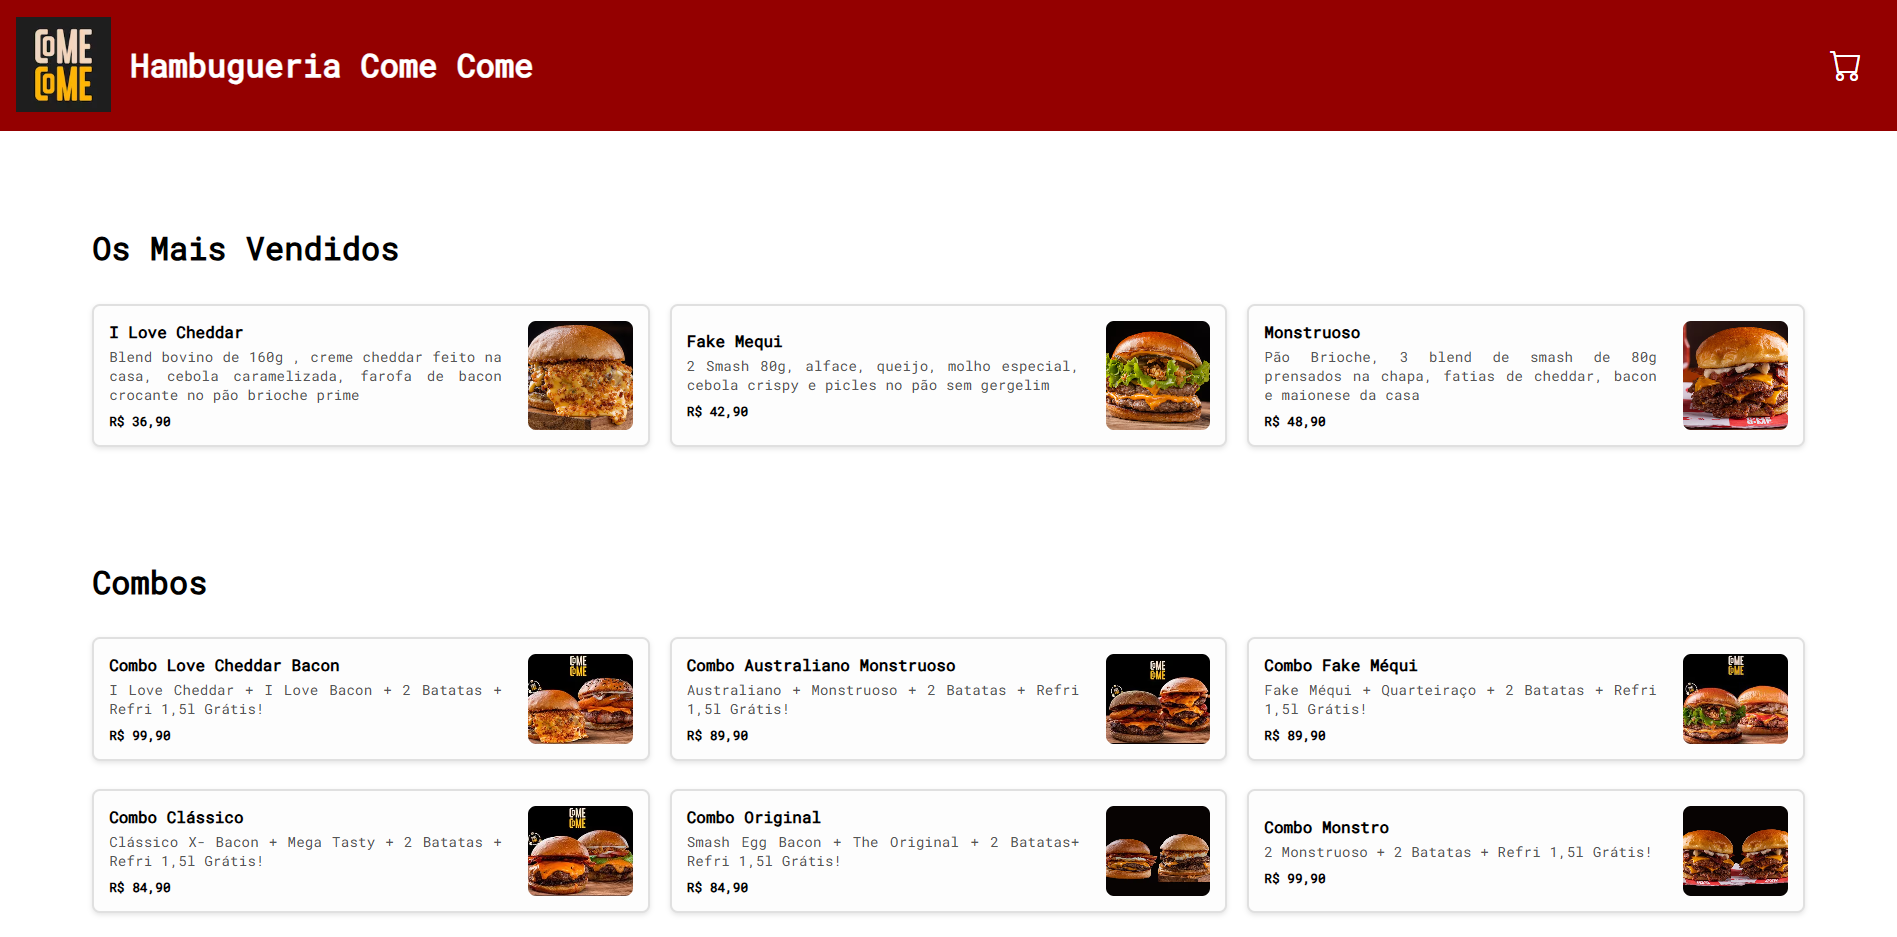 COME
COME
Hambugueria Come Come
Os Mais Vendidos
I Love Cheddar
Blend bovino de 160g , creme cheddar feito na
casa, cebola caramelizada, farofa de bacon
crocante no pão brioche prime
R$ 36,90
Fake Mequi
2 Smash 80g, alface, queijo, molho especial,
cebola crispy e picles no pão sem gergelim
R$ 42,90
Monstruoso
Pão Brioche, 3 blend de smash de 80g
prensados na chapa, fatias de cheddar, bacon
e maionese da casa
R$ 48,90
Combos
Combo Love Cheddar Bacon
I Love Cheddar + I Love Bacon + 2 Batatas +
Refri 1,5l Grátis!
R$ 99,90
COME
COME
Combo Australiano Monstruoso
Australiano + Monstruoso + 2 Batatas + Refri
1,5l Grátis!
R$ 89,90
COME
COME
Combo Fake Méqui
Fake Méqui + Quarteiraço + 2 Batatas + Refri
1,5l Grátis!
R$ 89,90
COME
COME
Combo Clássico
Clássico X- Bacon + Mega Tasty + 2 Batatas +
Refri 1,5l Grátis!
R$ 84,90
COME
COME
Combo Original
Smash Egg Bacon + The Original + 2 Batatas+
Refri 1,5l Grátis!
R$ 84,90
Combo Monstro
2 Monstruoso + 2 Batatas + Refri 1,5l Grátis!
R$ 99,90